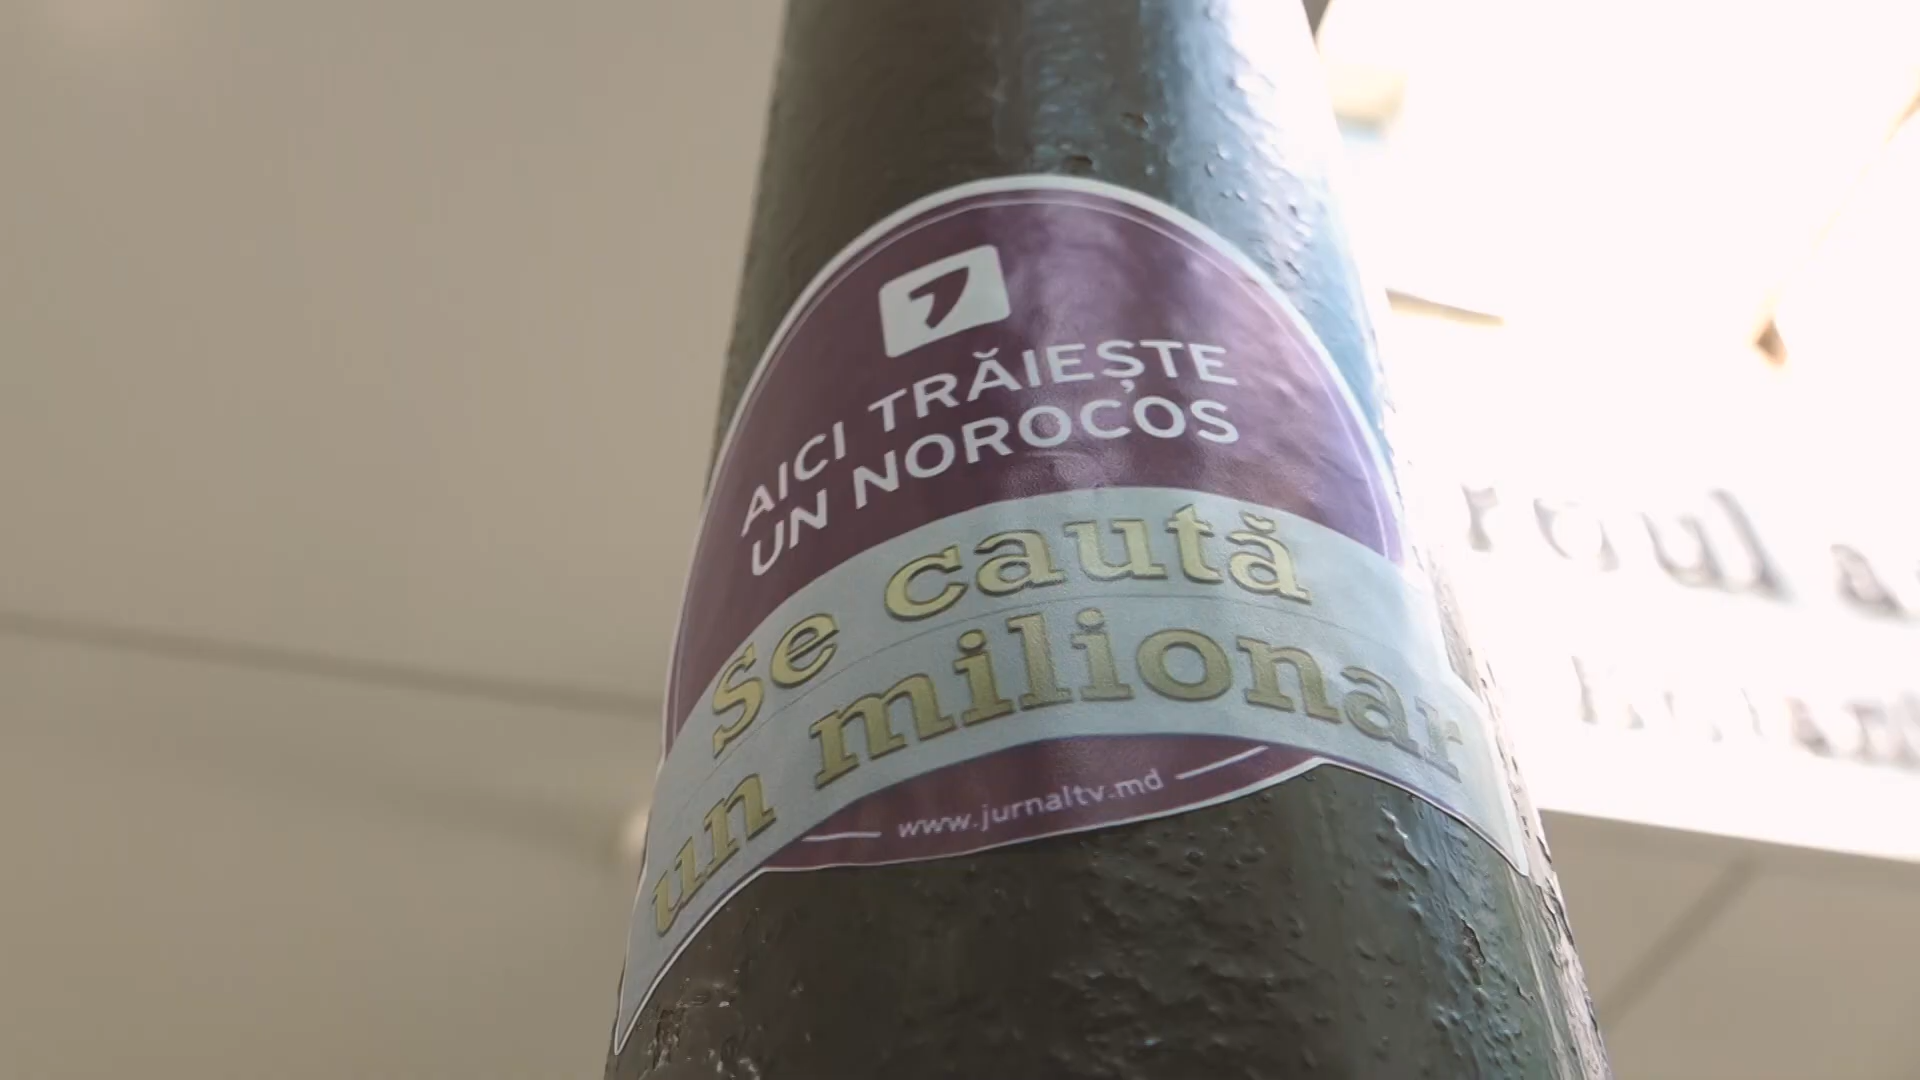 AICI TRĂIEȘTE
UN NOROCOS
Se caută
un milionar
www.jurnaltv.md